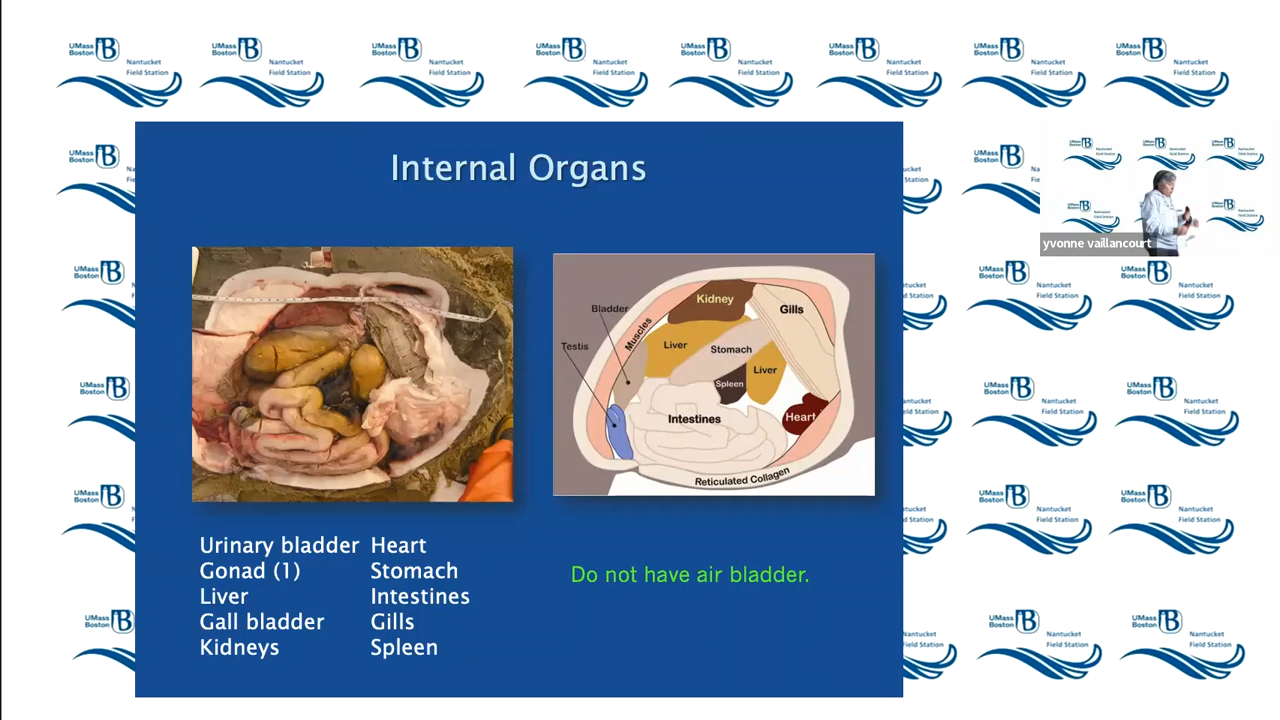 UMass Boston
Nantucket Field Station
Internal Organs
yvonne vaillancourt
Bladder
Testis
Muscles
Kidney
Gills
Liver
Stomach
Spleen
Liver
Intestines
Heart
Reticulated Collagen
Urinary bladder Heart
Gonad (1) Stomach
Liver Intestines
Gall bladder Gills
Kidneys Spleen
Do not have air bladder.